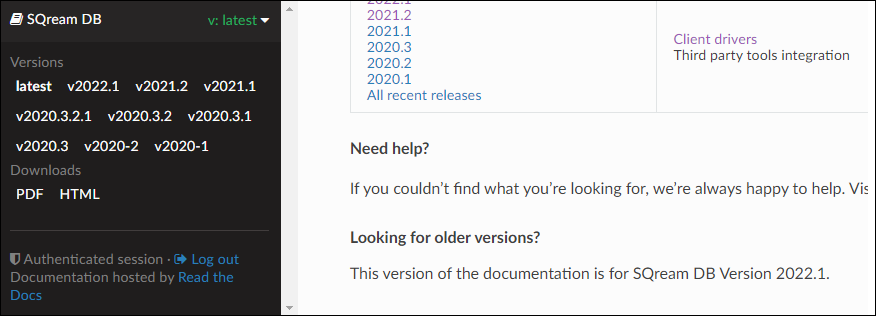 SQream DB
v: latest
Versions
latest v2022.1 v2021.2 v2021.1
v2020.3.2.1 v2020.3.2 v2020.3.1
v2020.3 v2020-2 v2020-1
Downloads
PDF HTML
Authenticated session · Log out
Documentation hosted by Read the
Docs
2021.2
2021.1
2020.3
2020.2
2020.1
All recent releases
Client drivers
Third party tools integration
Need help?
If you couldn't find what you're looking for, we're always happy to help. Vis
Looking for older versions?
This version of the documentation is for SQream DB Version 2022.1.